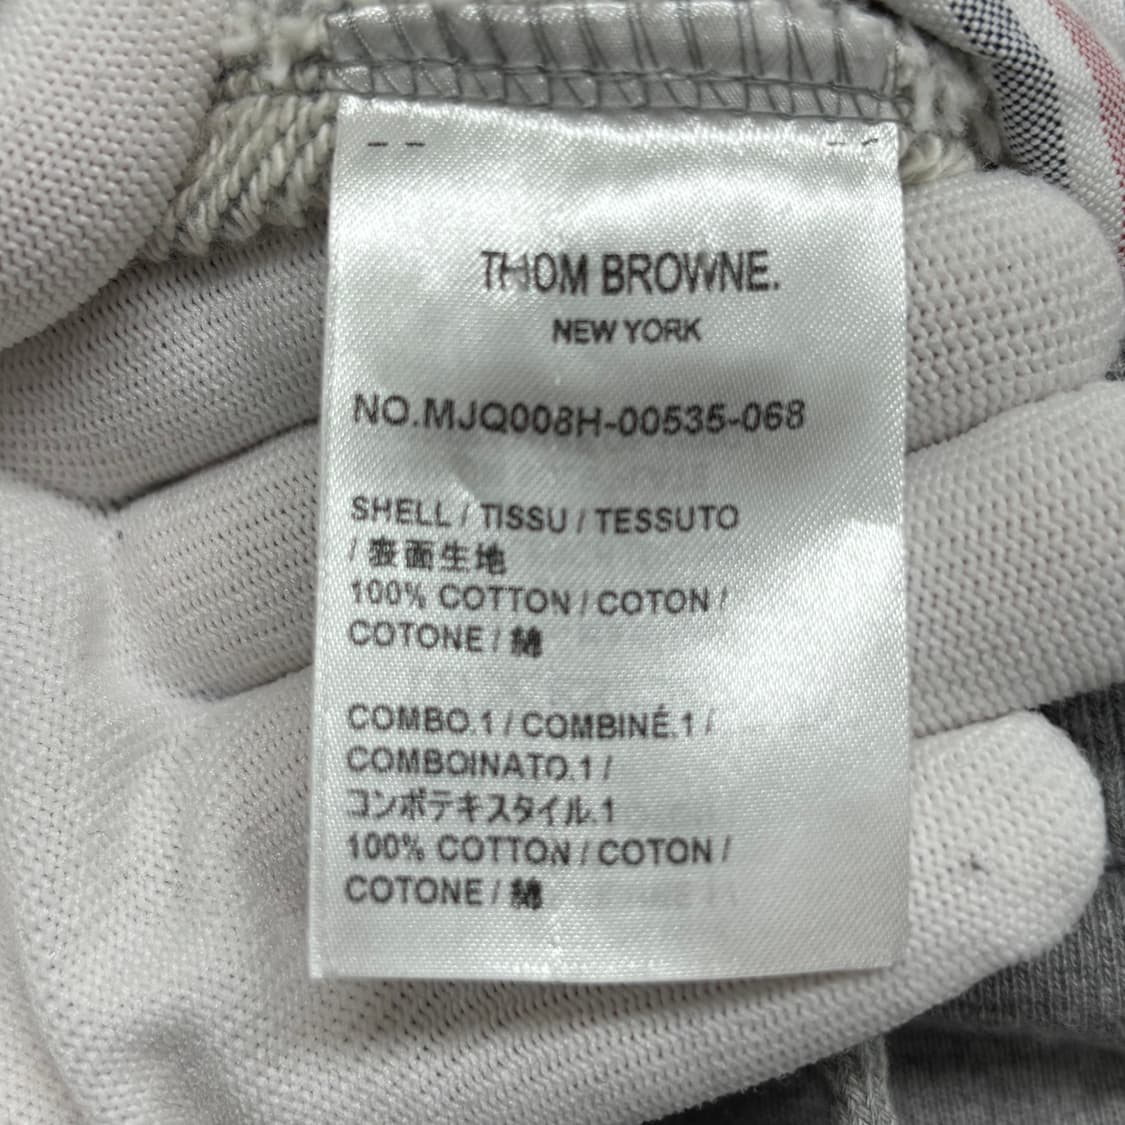 THOM BROWNE.
NEW YORK
NO.MJQ008H-00535-068
SHELL / TISSU / TESSUTO
/ 表面生地
100% COTTON / COTON /
COTONE / 綿
COMBO.1 / COMBINÉ.1 /
COMBOINATO.1 /
コンボテキスタイル.1
100% COTTON / COTON /
COTONE / 綿